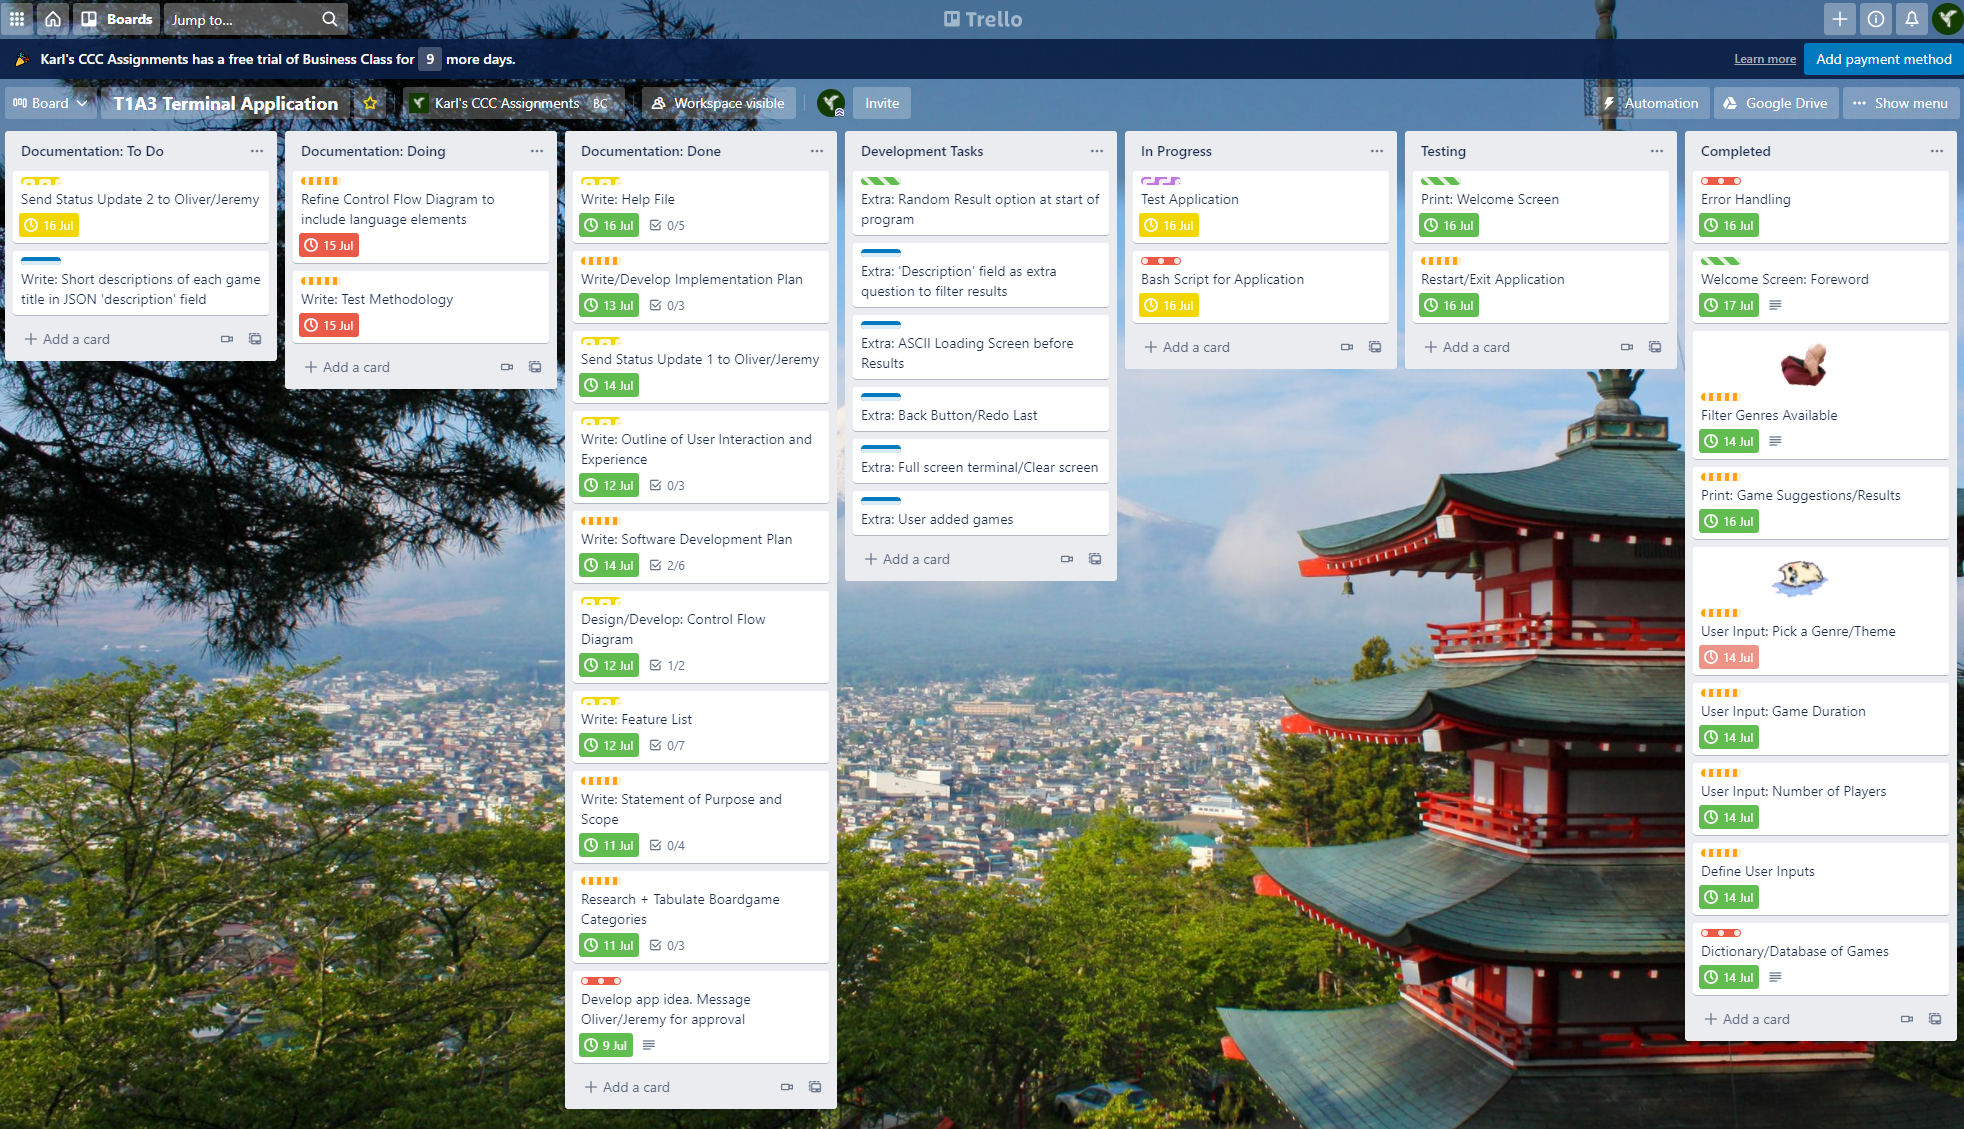 Boards
Jump to...
Trello
Karl's CCC Assignments has a free trial of Business Class for 9 more days.
Learn more
Add payment method
Board
T1A3 Terminal Application
Karl's CCC Assignments BC
Workspace visible
Invite
Automation
Google Drive
Show menu
Documentation: To Do
Send Status Update 2 to Oliver/Jeremy
16 Jul
Write: Short descriptions of each game
title in JSON 'description' field
Add a card
Documentation: Doing
Refine Control Flow Diagram to
include language elements
15 Jul
Write: Test Methodology
15 Jul
Add a card
Documentation: Done
Write: Help File
16 Jul 0/5
Write/Develop Implementation Plan
13 Jul 0/3
Send Status Update 1 to Oliver/Jeremy
14 Jul
Write: Outline of User Interaction and
Experience
12 Jul 0/3
Write: Software Development Plan
14 Jul 2/6
Design/Develop: Control Flow
Diagram
12 Jul 1/2
Write: Feature List
12 Jul 0/7
Write: Statement of Purpose and
Scope
11 Jul 0/4
Research + Tabulate Boardgame
Categories
11 Jul 0/3
Develop app idea. Message
Oliver/Jeremy for approval
9 Jul
Add a card
Development Tasks
Extra: Random Result option at start of
program
Extra: 'Description' field as extra
question to filter results
Extra: ASCII Loading Screen before
Results
Extra: Back Button/Redo Last
Extra: Full screen terminal/Clear screen
Extra: User added games
Add a card
In Progress
Test Application
16 Jul
Bash Script for Application
16 Jul
Add a card
Testing
Print: Welcome Screen
16 Jul
Restart/Exit Application
16 Jul
Add a card
Completed
Error Handling
16 Jul
Welcome Screen: Foreword
17 Jul
Filter Genres Available
14 Jul
Print: Game Suggestions/Results
16 Jul
User Input: Pick a Genre/Theme
14 Jul
User Input: Game Duration
14 Jul
User Input: Number of Players
14 Jul
Define User Inputs
14 Jul
Dictionary/Database of Games
14 Jul
Add a card